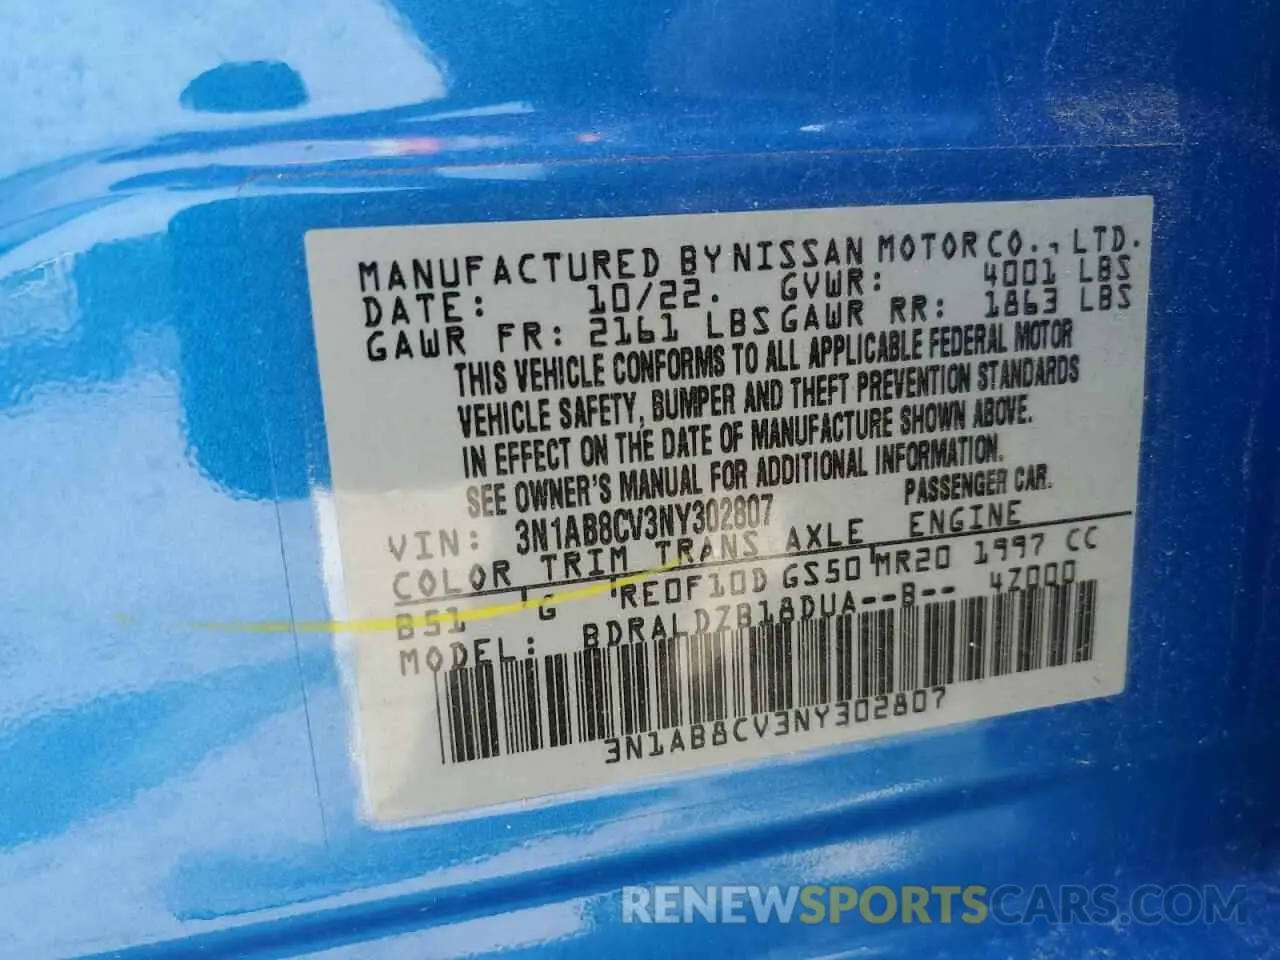 MANUFACTURED BY NISSAN MOTOR CO., LTD.
DATE: 10/22. GVWR: 4001 LBS
GAWR FR: 2161 LBS GAWR RR: 1863 LBS
THIS VEHICLE CONFORMS TO ALL APPLICABLE FEDERAL MOTOR
VEHICLE SAFETY, BUMPER AND THEFT PREVENTION STANDARDS
IN EFFECT ON THE DATE OF MANUFACTURE SHOWN ABOVE.
SEE OWNER'S MANUAL FOR ADDITIONAL INFORMATION.
VIN: 3N1AB8CV3NY302807 PASSENGER CAR.
COLOR TRIM TRANS AXLE ENGINE
B51 G RE0F10D GS50 MR20 1997 CC
MODEL: BDRALDZB18DUA--B-- 4Z000
3N1AB8CV3NY302807
RENEWSPORTSCARS.COM